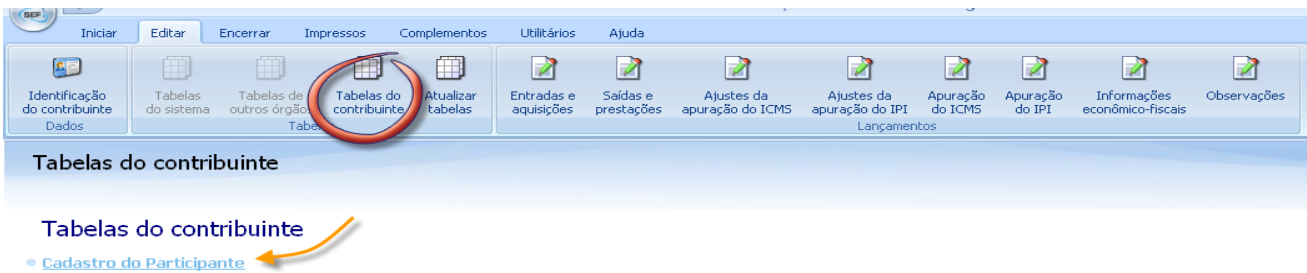 SEF
Iniciar Editar Encerrar Impressos Complementos Utilitários Ajuda
Identificação do contribuinte
Tabelas do sistema
Tabelas de outros órgão
Tabelas do contribuinte
Atualizar tabelas
Entradas e aquisições
Saídas e prestações
Ajustes da apuração do ICMS
Ajustes da apuração do IPI
Apuração do ICMS
Apuração do IPI
Informações econômico-fiscais
Observações
Dados Lançamentos
Tabelas do contribuinte
Tabelas do contribuinte
Cadastro do Participante